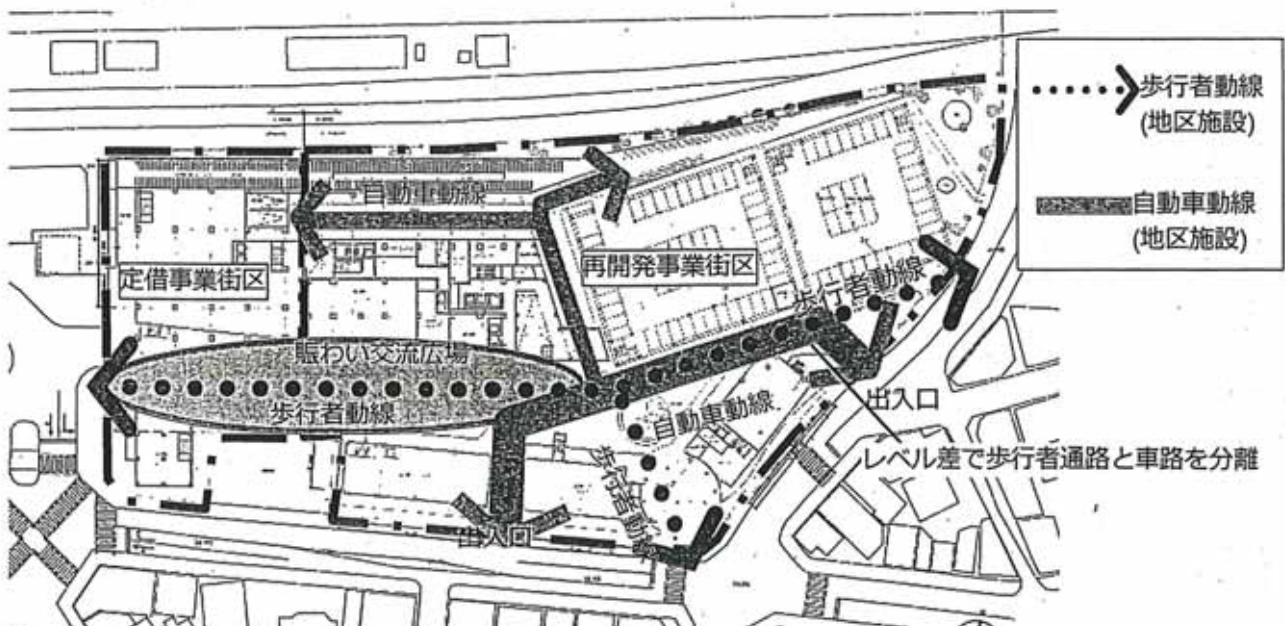 歩行者動線
(地区施設)
自動車動線
(地区施設)
自動車動線
定借事業街区
再開発事業街区
歩行者動線
賑わい交流広場
歩行者動線
出入口
自動車動線
レベル差で歩行者通路と車路を分離
歩行者動
出入口